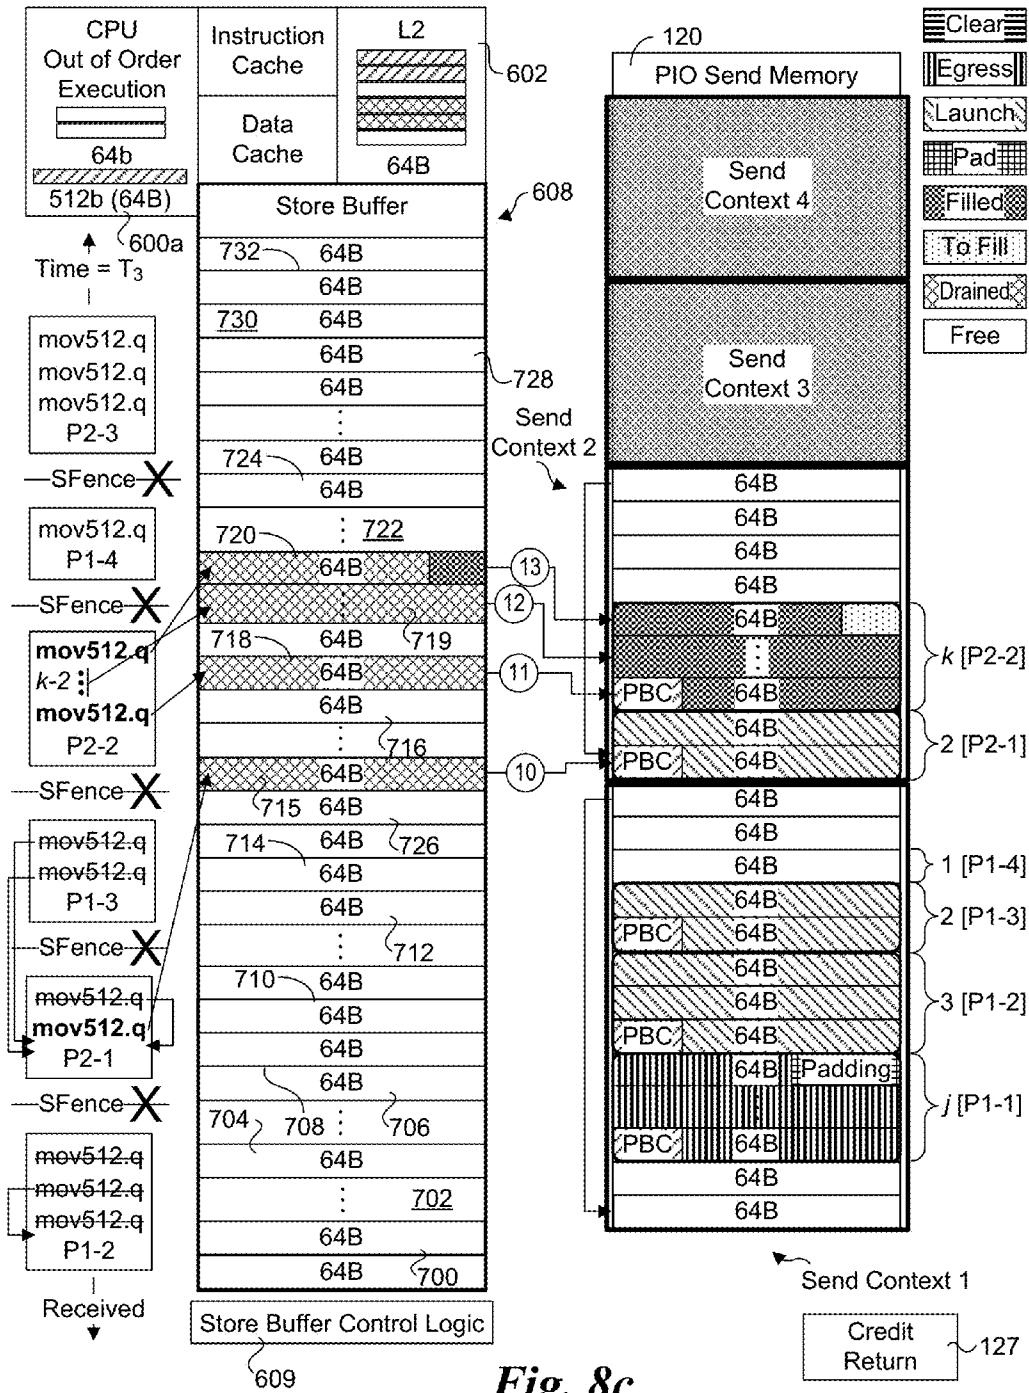 CPU
Out of Order
Execution
64b
512b (64B)
600a
Instruction
Cache
Data
Cache
L2
64B
602
Store Buffer
608
Time = T3
mov512.q
mov512.q
mov512.q
P2-3
SFence X
mov512.q
P1-4
SFence X
mov512.q
k-2
mov512.q
P2-2
SFence X
mov512.q
mov512.q
P1-3
SFence X
mov512.q
mov512.q
P2-1
SFence X
mov512.q
mov512.q
mov512.q
P1-2
Received
732 64B
64B
730 64B
64B
728
64B
64B
724
64B
722
720
64B
719
718 64B
64B
716
64B
715
64B
726
714 64B
64B
64B
712
64B
710
64B
64B
708
64B
706
704
64B
702
64B
700
64B
Store Buffer Control Logic
609
13
12
11
10
120
PIO Send Memory
Send
Context 4
Send
Context 3
Send
Context 2
64B
64B
64B
64B
64B
k [P2-2]
PBC 64B
64B
2 [P2-1]
PBC 64B
64B
64B
64B
1 [P1-4]
64B
2 [P1-3]
PBC 64B
64B
64B
3 [P1-2]
PBC 64B
64B Padding
j [P1-1]
PBC 64B
64B
64B
Send Context 1
Credit
Return
127
Clear
Egress
Launch
Pad
Filled
To Fill
Drained
Free
Fig. 8c